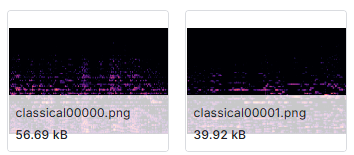 classical00000.png
56.69 kB
classical00001.png
39.92 kB